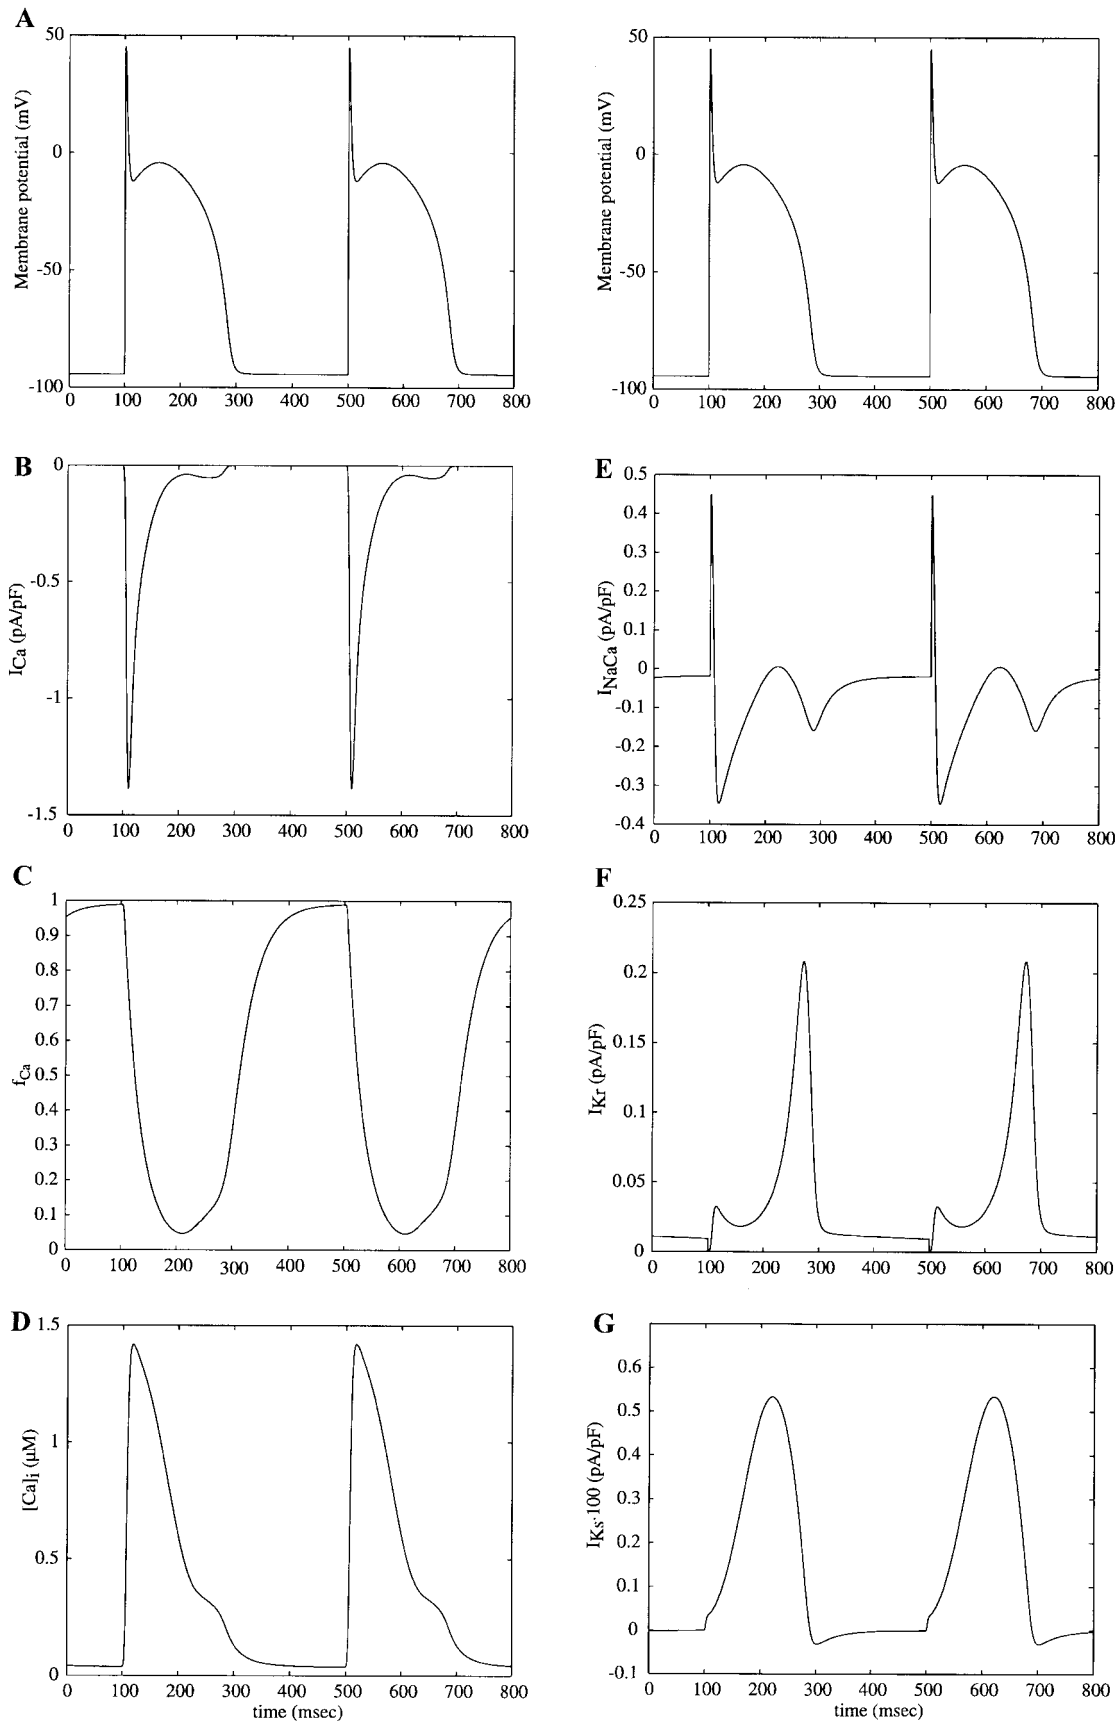 A
50
0
-50
-100
Membrane potential (mV)
0 100 200 300 400 500 600 700 800
50
0
-50
-100
Membrane potential (mV)
0 100 200 300 400 500 600 700 800
B
0
-0.5
-1
-1.5
ICa (pA/pF)
0 100 200 300 400 500 600 700 800
E
0.5
0.4
0.3
0.2
0.1
0
-0.1
-0.2
-0.3
-0.4
INaCa (pA/pF)
0 100 200 300 400 500 600 700 800
C
1
0.9
0.8
0.7
0.6
0.5
0.4
0.3
0.2
0.1
0
fCa
0 100 200 300 400 500 600 700 800
F
0.25
0.2
0.15
0.1
0.05
0
IKr (pA/pF)
0 100 200 300 400 500 600 700 800
D
1.5
1
0.5
0
[Ca]i (μM)
0 100 200 300 400 500 600 700 800
time (msec)
G
0.6
0.5
0.4
0.3
0.2
0.1
0
-0.1
IKs·100 (pA/pF)
0 100 200 300 400 500 600 700 800
time (msec)